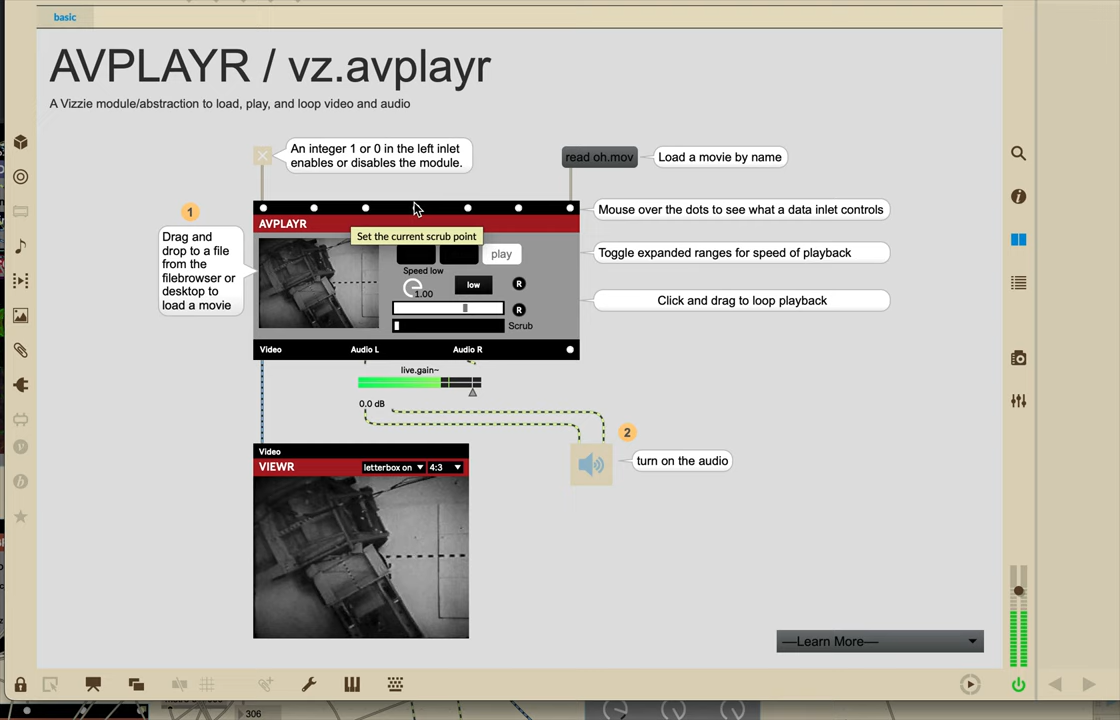 basic
AVPLAYR / vz.avplayr
A Vizzie module/abstraction to load, play, and loop video and audio
An integer 1 or 0 in the left inlet
enables or disables the module.
read oh.mov
Load a movie by name
1
Drag and
drop to a file
from the
filebrowser or
desktop to
load a movie
Mouse over the dots to see what a data inlet controls
AVPLAYR
Set the current scrub point
play
Toggle expanded ranges for speed of playback
Speed low
low
R
1.00
Click and drag to loop playback
R
Scrub
Video
Audio L
Audio R
live.gain~
0.0 dB
2
turn on the audio
Video
VIEWR
letterbox on
4:3
---Learn More---
306